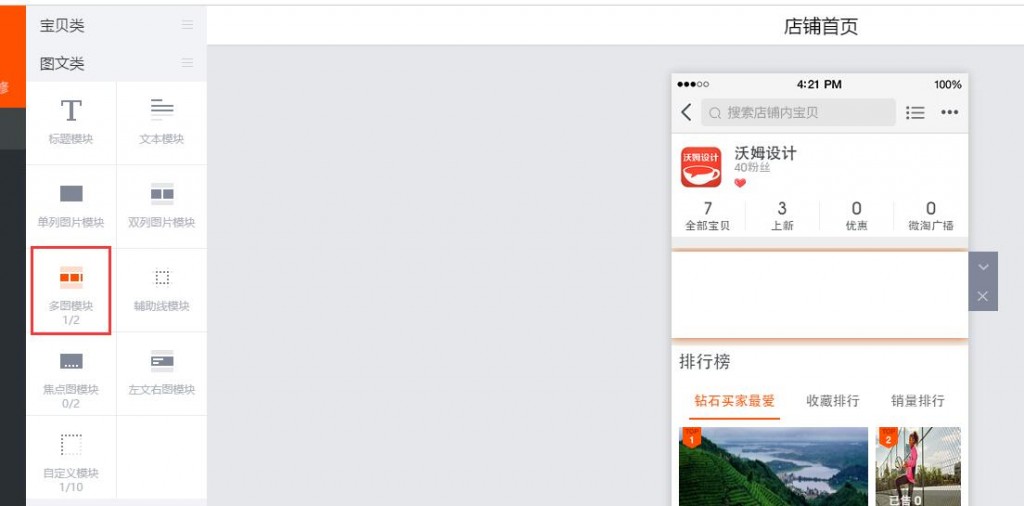 修
宝贝类
图文类
T
标题模块
文本模块
单列图片模块
双列图片模块
多图模块
1/2
辅助线模块
焦点图模块
0/2
左文右图模块
自定义模块
1/10
店铺首页
4:21 PM
100%
搜索店铺内宝贝
沃姆设计
沃姆设计
40粉丝
7
3
0
0
全部宝贝
上新
优惠
微淘广播
排行榜
钻石买家最爱
收藏排行
销量排行
TOP
1
TOP
2
已售 0